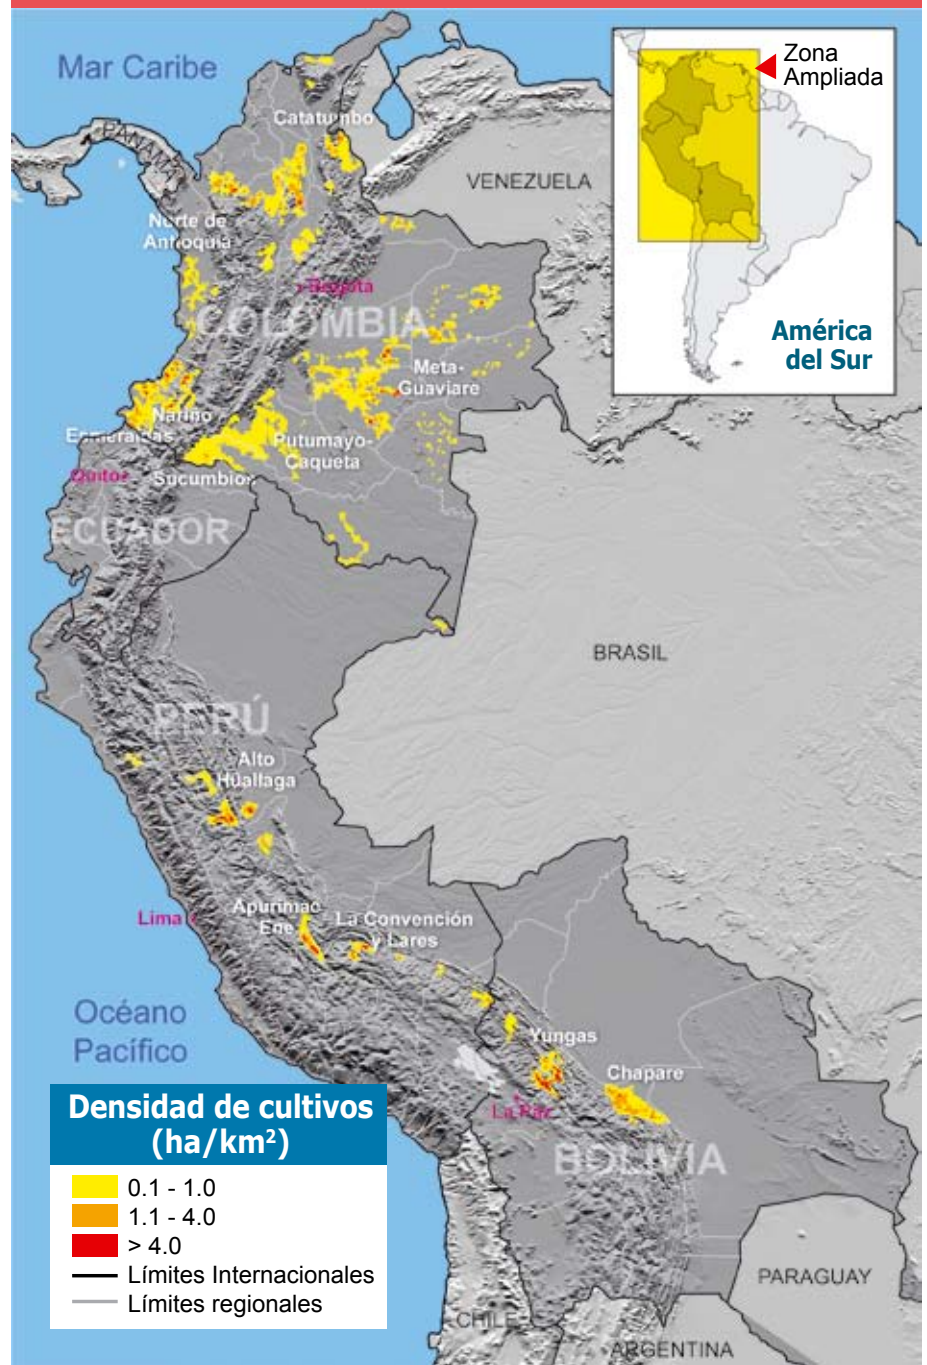 Mar Caribe
PANAMÁ
Catatumbo
VENEZUELA
Norte de
Antioquia
Bogotá
COLOMBIA
Meta-
Guaviare
Nariño
Esmeraldas
Putumayo-
Caqueta
Quito
Sucumbios
ECUADOR
BRASIL
PERÚ
Alto
Huallaga
Lima
Apurimac
Ene
La Convención
y Lares
Océano
Pacífico
Yungas
Chapare
La Paz
BOLIVIA
PARAGUAY
CHILE
ARGENTINA
Zona
Ampliada
América
del Sur
Densidad de cultivos
(ha/km²)
0.1 - 1.0
1.1 - 4.0
> 4.0
Límites Internacionales
Límites regionales